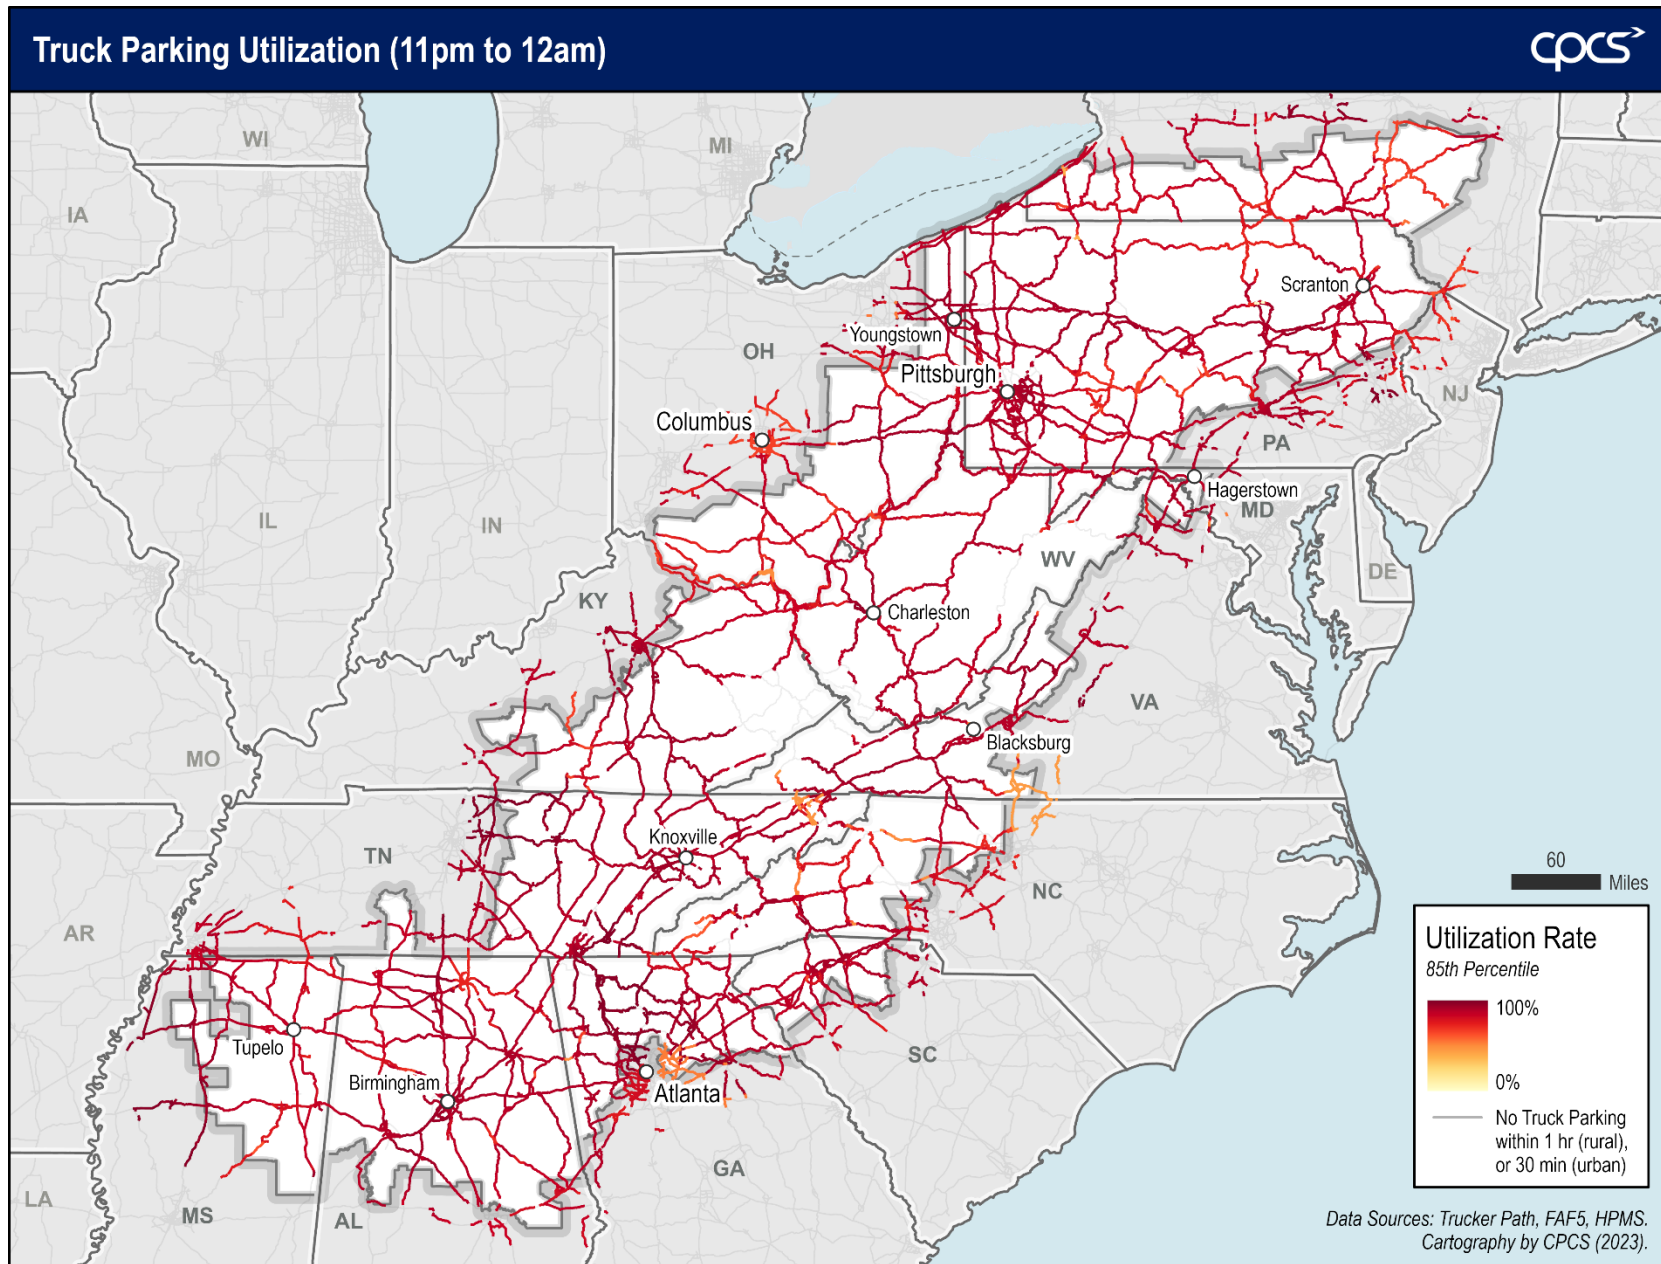 Truck Parking Utilization (11pm to 12am)
cpcs
WI
MI
IA
Scranton
Youngstown
OH
Pittsburgh
NJ
Columbus
PA
Hagerstown
MD
IL
IN
WV
DE
KY
Charleston
VA
Blacksburg
MO
Knoxville
TN
NC
60
Miles
AR
Utilization Rate
85th Percentile
100%
0%
No Truck Parking
within 1 hr (rural),
or 30 min (urban)
Tupelo
SC
Birmingham
Atlanta
GA
LA
MS
AL
Data Sources: Trucker Path, FAF5, HPMS.
Cartography by CPCS (2023).